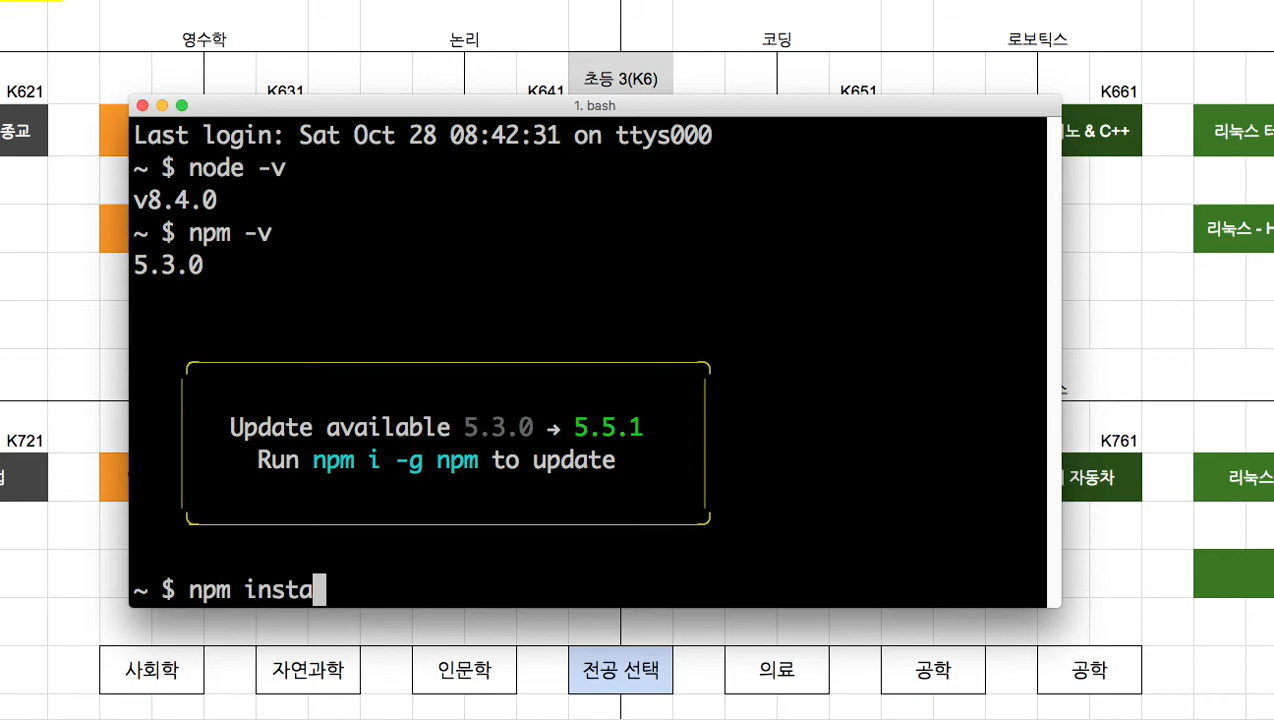 영수학
논리
코딩
로보틱스
초등 3(K6)
K621
K631
K641
K651
K661
종교
노 & C++
리눅스 터
1. bash
Last login: Sat Oct 28 08:42:31 on ttys000
~ $ node -v
v8.4.0
~ $ npm -v
5.3.0
리눅스 - H
Update available 5.3.0 → 5.5.1
Run npm i -g npm to update
~ $ npm insta
K721
K761
자동차
리눅스
사회학
자연과학
인문학
전공 선택
의료
공학
공학